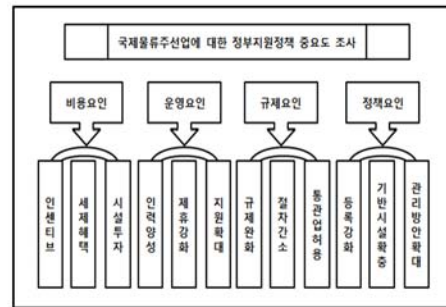 국제물류주선업에 대한 정부지원정책 중요도 조사
비용요인
운영요인
규제요인
정책요인
인센티브
세제혜택
시설투자
인력양성
제휴강화
지원확대
규제완화
절차간소
통관업허용
등록강화
기반시설확충
관리방안확대